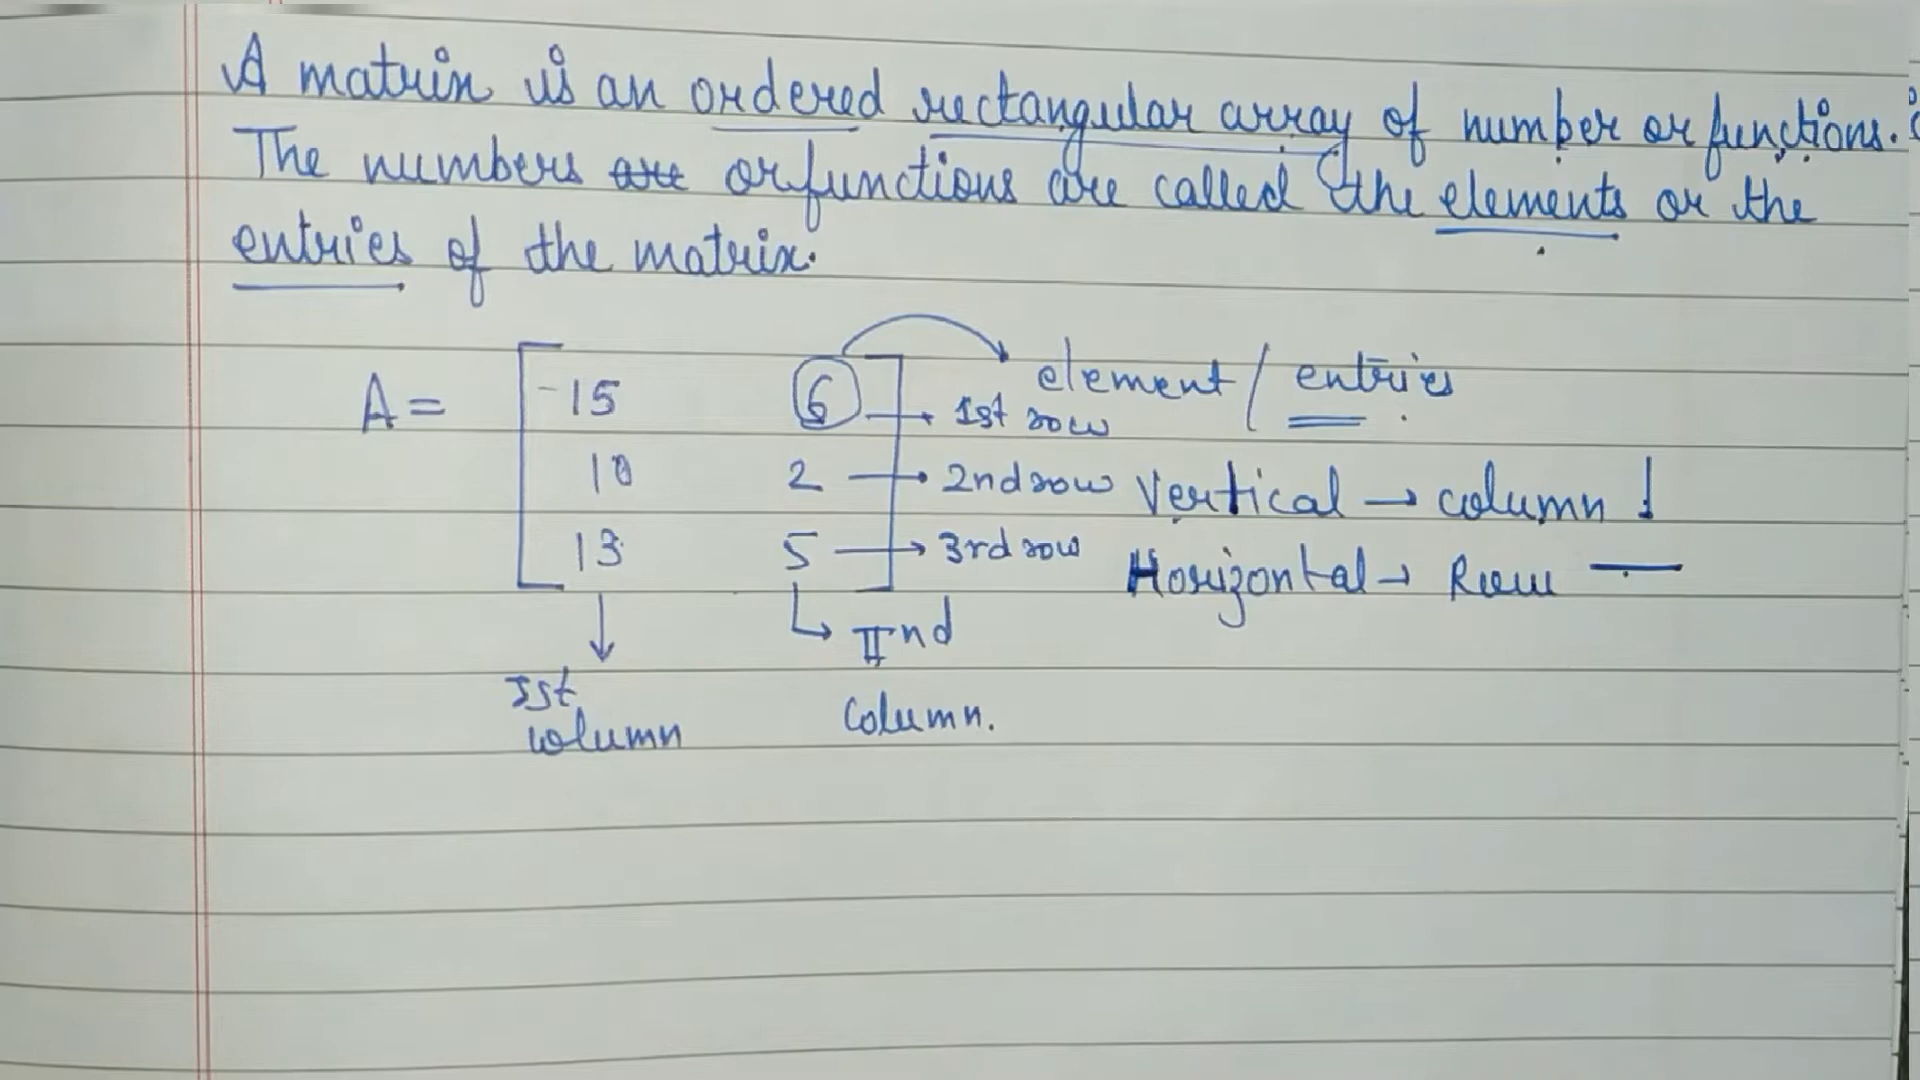 A matrix is an ordered rectangular array of number or functions.
The numbers are or functions are called the elements or the
entries of the matrix.
A = [ -15 6 ] element / entries
→ 1st row
10 2 → 2nd row Vertical → column
13 5 → 3rd row Horizontal → Row —
↓ ↳ IInd
Ist column Column.